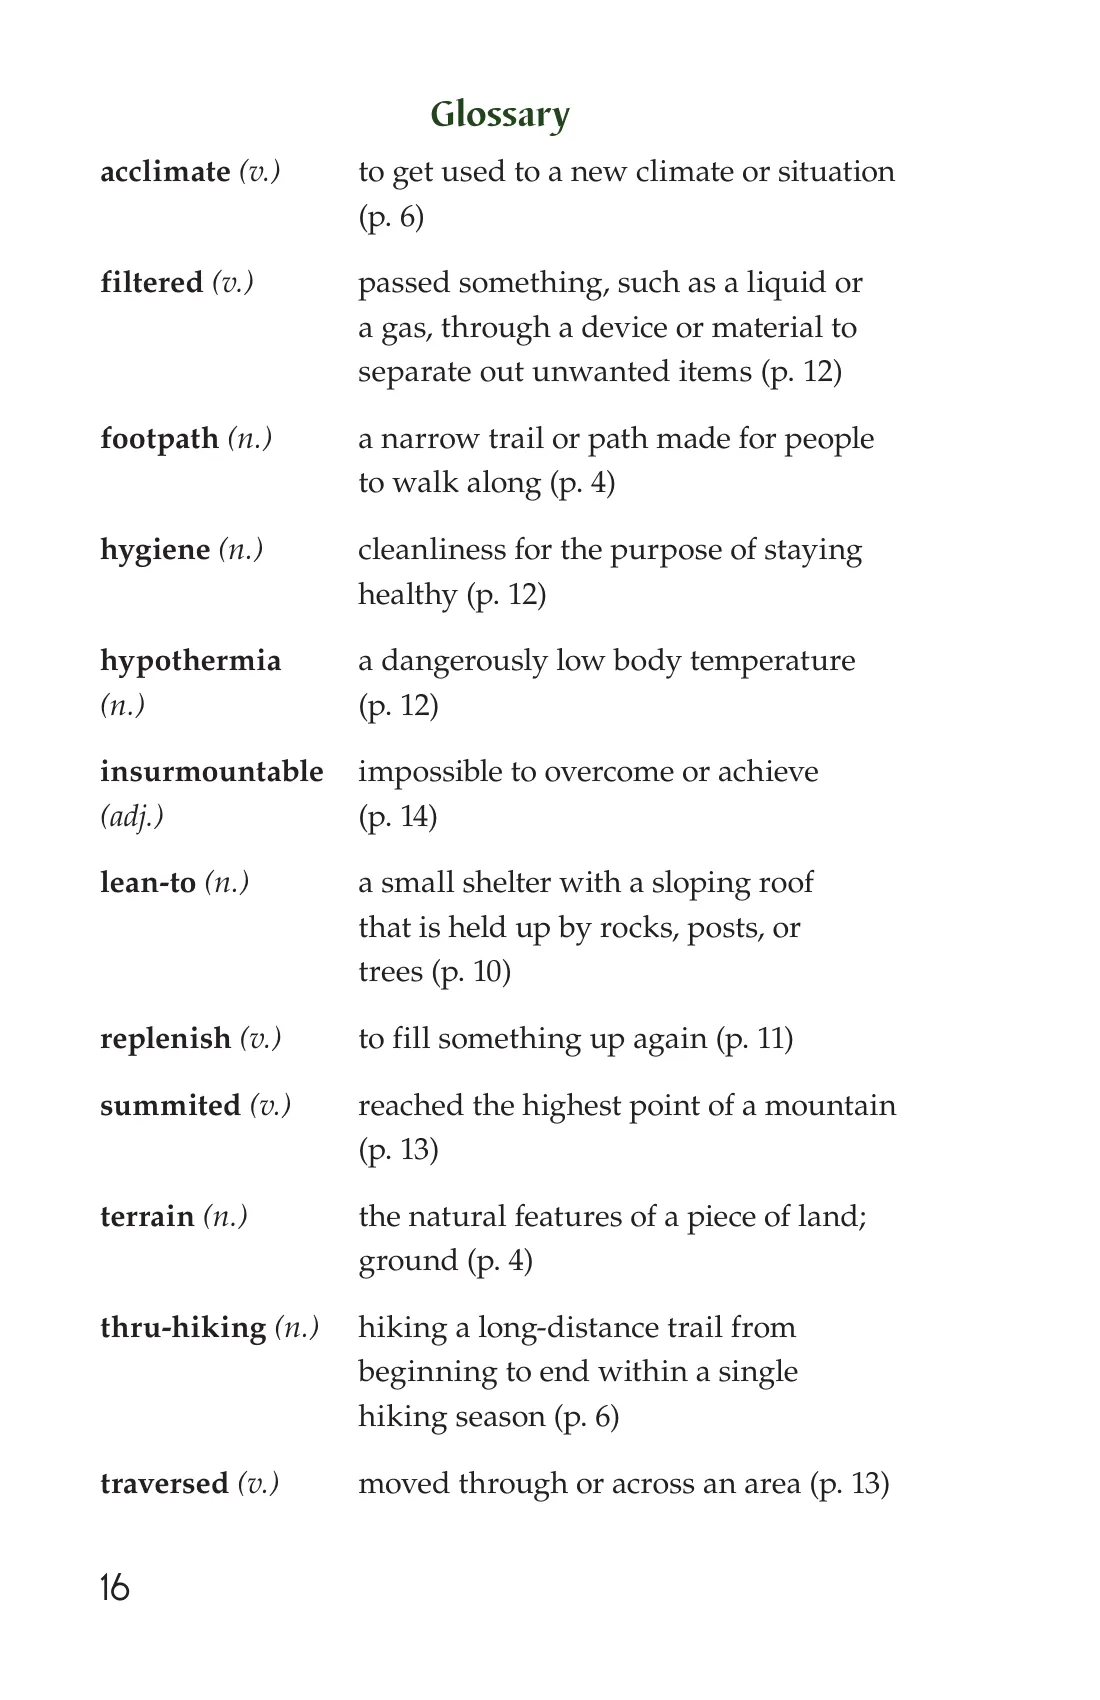 Glossary
acclimate (v.) to get used to a new climate or situation
(p. 6)
filtered (v.) passed something, such as a liquid or
a gas, through a device or material to
separate out unwanted items (p. 12)
footpath (n.) a narrow trail or path made for people
to walk along (p. 4)
hygiene (n.) cleanliness for the purpose of staying
healthy (p. 12)
hypothermia a dangerously low body temperature
(n.) (p. 12)
insurmountable impossible to overcome or achieve
(adj.) (p. 14)
lean-to (n.) a small shelter with a sloping roof
that is held up by rocks, posts, or
trees (p. 10)
replenish (v.) to fill something up again (p. 11)
summited (v.) reached the highest point of a mountain
(p. 13)
terrain (n.) the natural features of a piece of land;
ground (p. 4)
thru-hiking (n.) hiking a long-distance trail from
beginning to end within a single
hiking season (p. 6)
traversed (v.) moved through or across an area (p. 13)
16